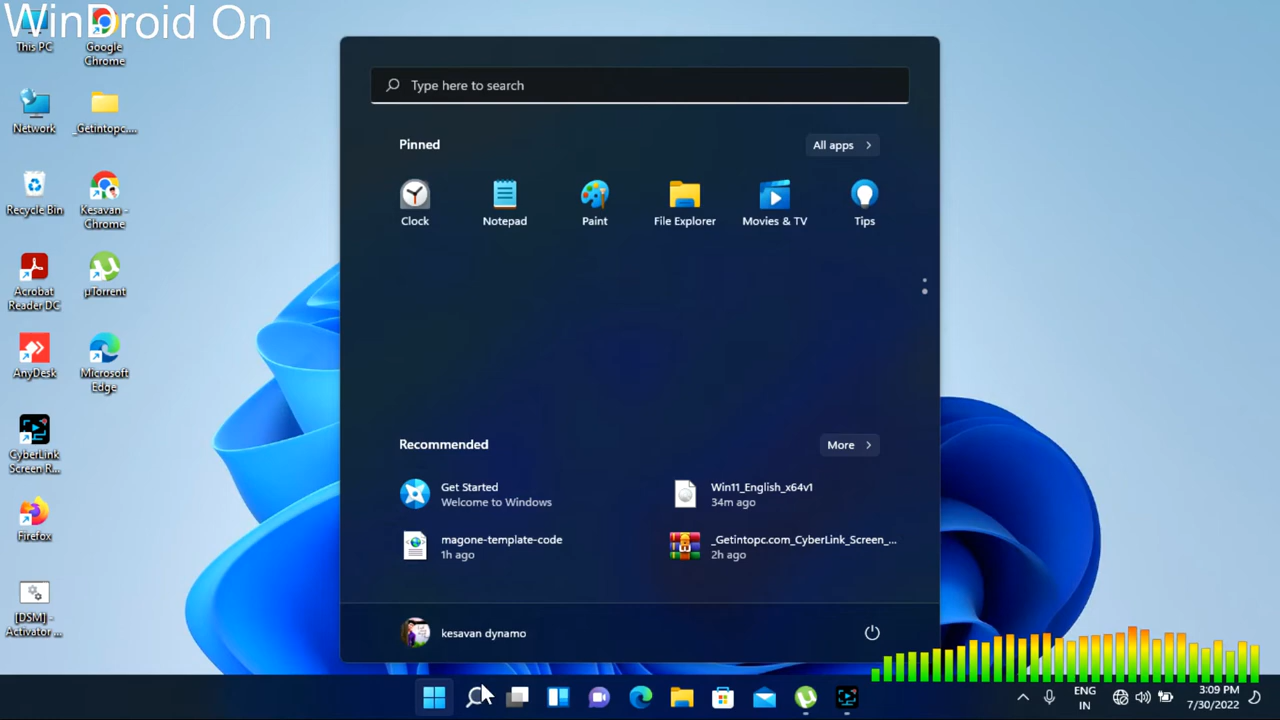 WinDroid On
This PC
Google
Chrome
Network
_Getintopc....
Recycle Bin
Kesavan -
Chrome
Acrobat
Reader DC
µTorrent
AnyDesk
Microsoft
Edge
CyberLink
Screen R...
Firefox
[DSM] -
Activator ...
Type here to search
Pinned
All apps
Clock
Notepad
Paint
File Explorer
Movies & TV
Tips
Recommended
More
Get Started
Welcome to Windows
Win11_English_x64v1
34m ago
magone-template-code
1h ago
_Getintopc.com_CyberLink_Screen_...
2h ago
kesavan dynamo
ENG
IN
3:09 PM
7/30/2022